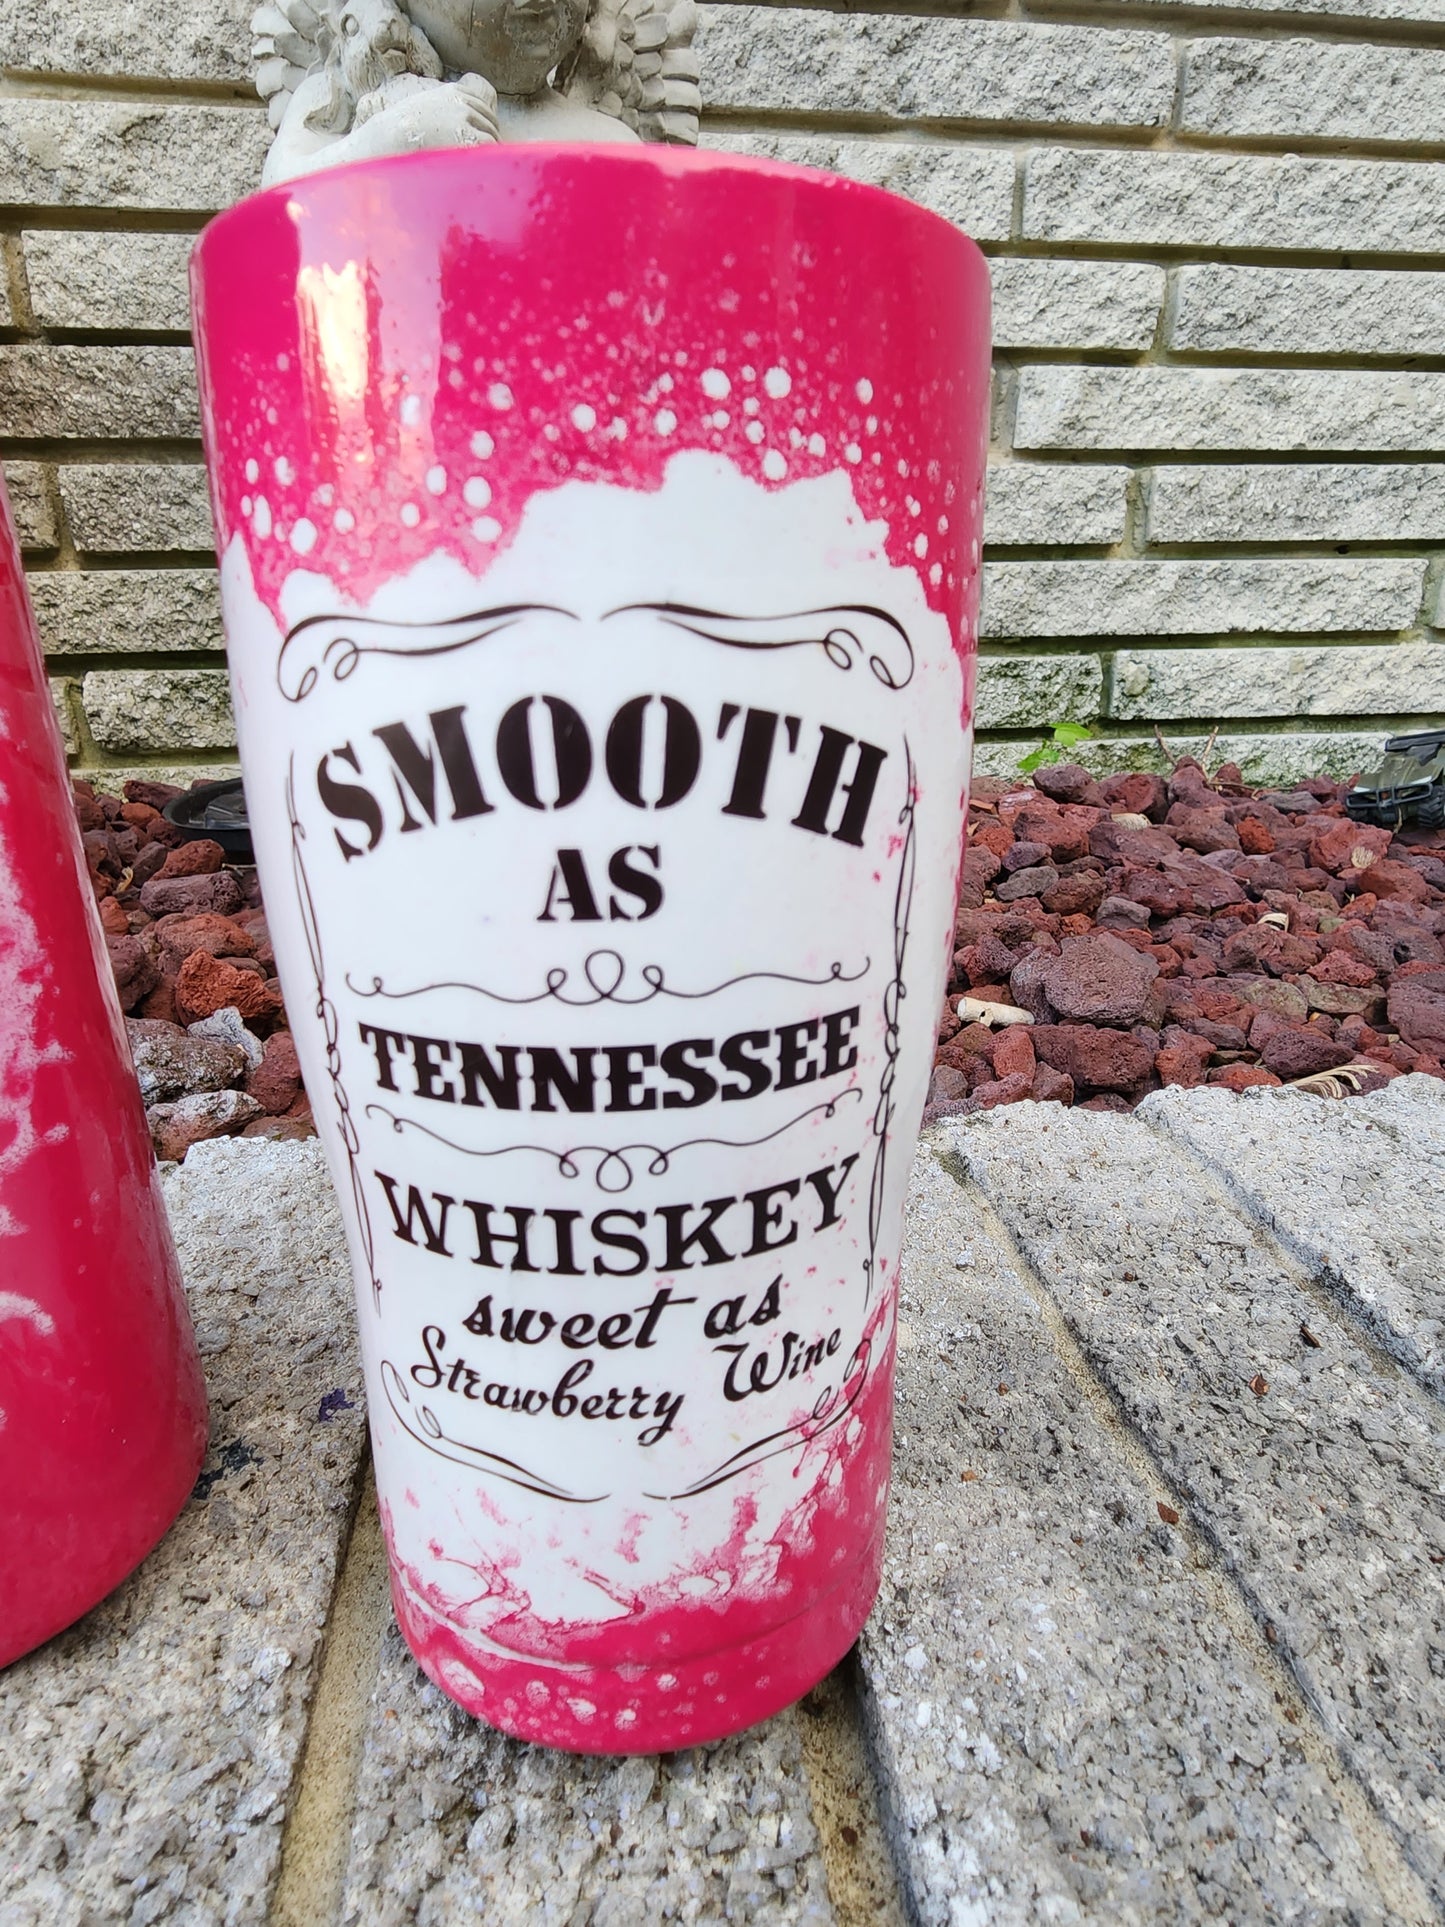 SMOOTH
AS
TENNESSEE
WHISKEY
sweet as
Strawberry Wine